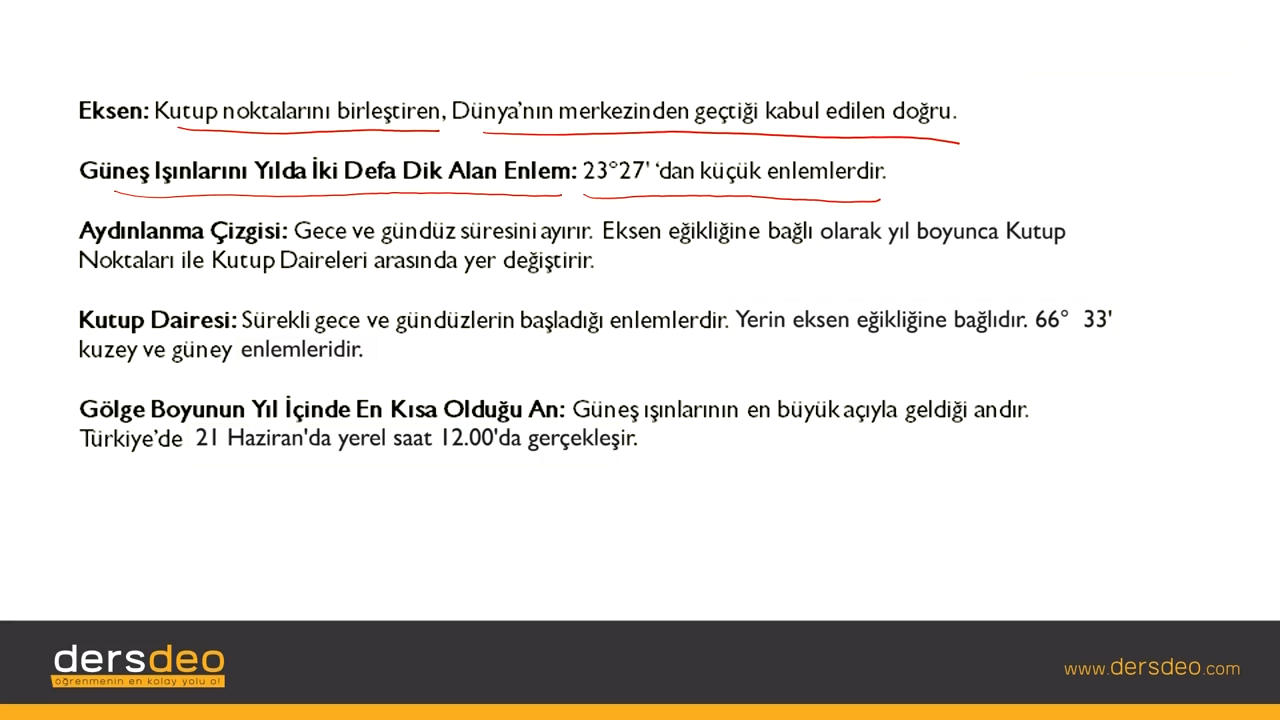 Eksen: Kutup noktalarını birleştiren, Dünya’nın merkezinden geçtiği kabul edilen doğru.
Güneş Işınlarını Yılda İki Defa Dik Alan Enlem: 23°27' ‘dan küçük enlemlerdir.
Aydınlanma Çizgisi: Gece ve gündüz süresini ayırır. Eksen eğikliğine bağlı olarak yıl boyunca Kutup
Noktaları ile Kutup Daireleri arasında yer değiştirir.
Kutup Dairesi: Sürekli gece ve gündüzlerin başladığı enlemlerdir. Yerin eksen eğikliğine bağlıdır. 66° 33'
kuzey ve güney enlemleridir.
Gölge Boyunun Yıl İçinde En Kısa Olduğu An: Güneş ışınlarının en büyük açıyla geldiği andır.
Türkiye’de 21 Haziran'da yerel saat 12.00'da gerçekleşir.
dersdeo
öğrenmenin en kolay yolu o!
www.dersdeo.com